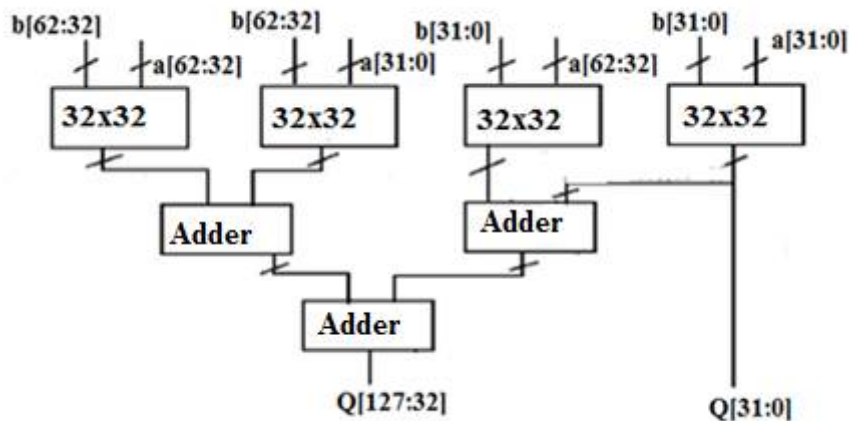 b[62:32] b[62:32] b[31:0] b[31:0]
a[62:32] a[31:0] a[62:32] a[31:0]
32x32 32x32 32x32 32x32
Adder Adder
Adder
Q[127:32] Q[31:0]